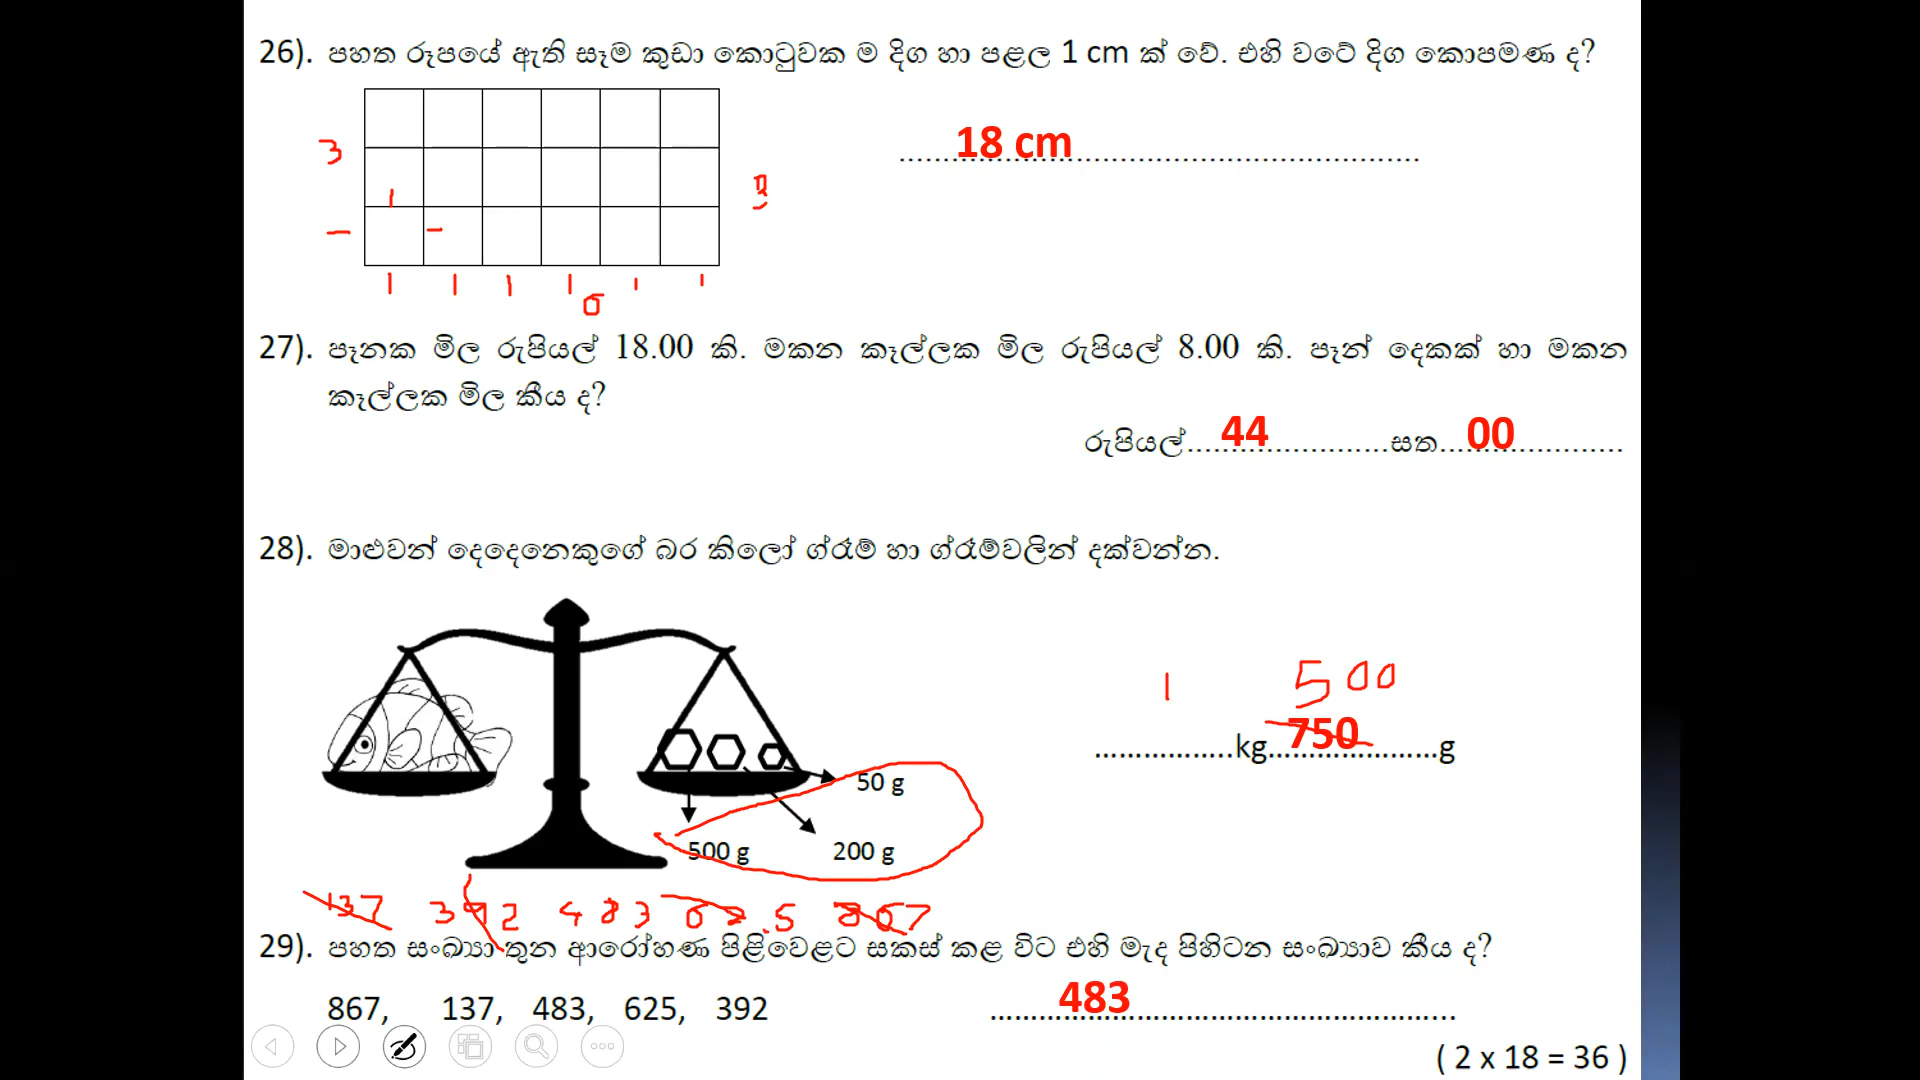 26). පහත රූපයේ ඇති සෑම කුඩා කොටුවක ම දිග හා පළල 1 cm ක් වේ. එහි වටේ දිග කොපමණ ද?
3
18 cm
6
27). පෑනක මිල රුපියල් 18.00 කි. මකන කෑල්ලක මිල රුපියල් 8.00 කි. පෑන් දෙකක් හා මකන
කෑල්ලක මිල කීය ද?
රුපියල්..........44..........සත..........00..........
28). මාළුවන් දෙදෙනෙකුගේ බර කිලෝ ග්රෑම් හා ග්රෑම්වලින් දක්වන්න.
1 500
................kg..750..................g
50 g
500 g 200 g
137 392 483 625 867
29). පහත සංඛ්‍යා තුන ආරෝහණ පිළිවෙළට සකස් කළ විට එහි මැද පිහිටන සංඛ්‍යාව කීය ද?
867, 137, 483, 625, 392
483
( 2 x 18 = 36 )